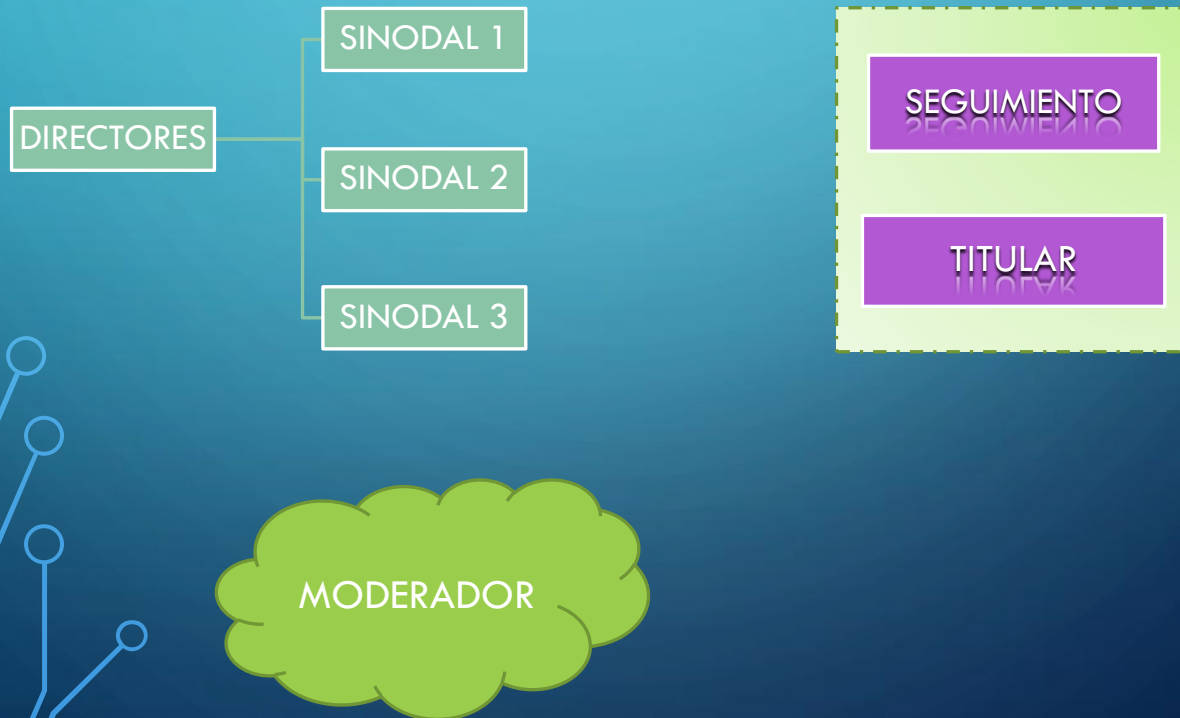 DIRECTORES
SINODAL 1
SINODAL 2
SINODAL 3
SEGUIMIENTO
TITULAR
MODERADOR